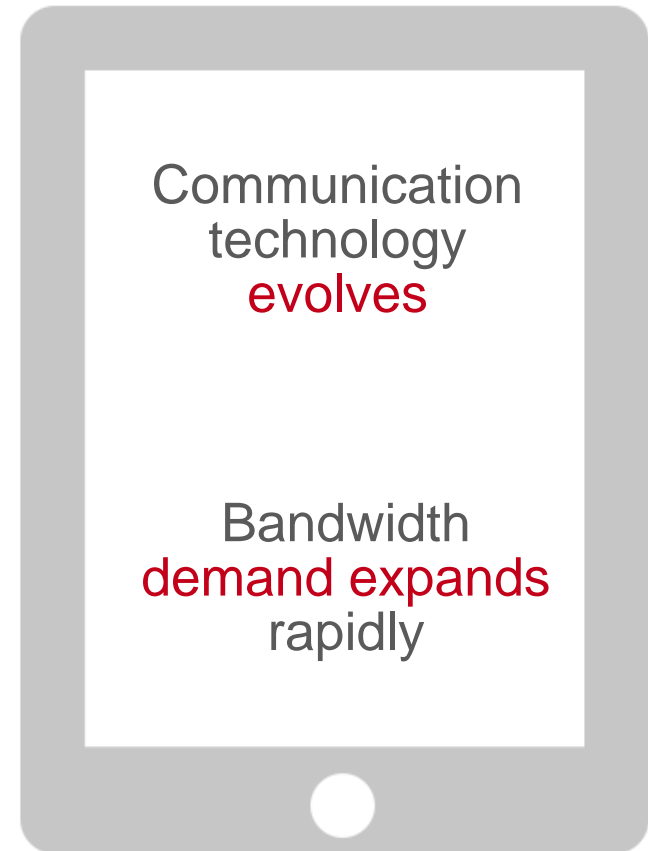 Communication
technology
evolves
Bandwidth
demand expands
rapidly